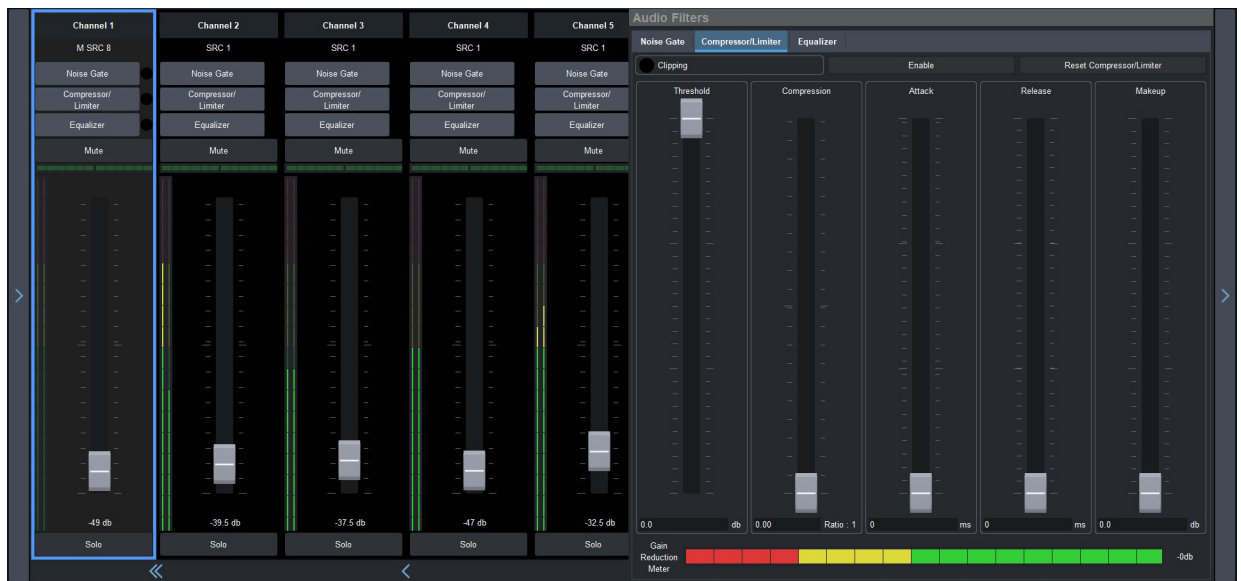 Channel 1 Channel 2 Channel 3 Channel 4 Channel 5
M SRC 8 SRC 1 SRC 1 SRC 1 SRC 1
Noise Gate Noise Gate Noise Gate Noise Gate Noise Gate
Compressor/ Compressor/ Compressor/ Compressor/ Compressor/
Limiter Limiter Limiter Limiter Limiter
Equalizer Equalizer Equalizer Equalizer Equalizer
Mute Mute Mute Mute Mute
-49 db -39.5 db -37.5 db -47 db -32.5 db
Solo Solo Solo Solo Solo
Audio Filters
Noise Gate Compressor/Limiter Equalizer
Clipping Enable Reset Compressor/Limiter
Threshold Compression Attack Release Makeup
0.0 db 0.00 Ratio : 1 0 ms 0 ms 0.0 db
Gain
Reduction
Meter
-0db